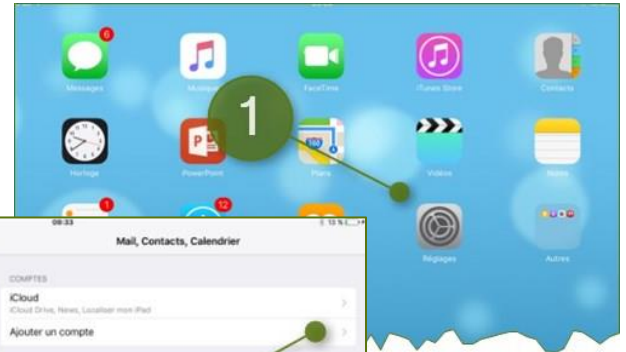 6
Messages
Musique
FaceTime
iTunes Store
Contacts
1
Horloge
PowerPoint
Plans
Vidéos
Notes
1
12
Réglages
Autres
09:33
13 %
Mail, Contacts, Calendrier
COMPTES
iCloud
iCloud Drive, News, Localiser mon iPad
Ajouter un compte